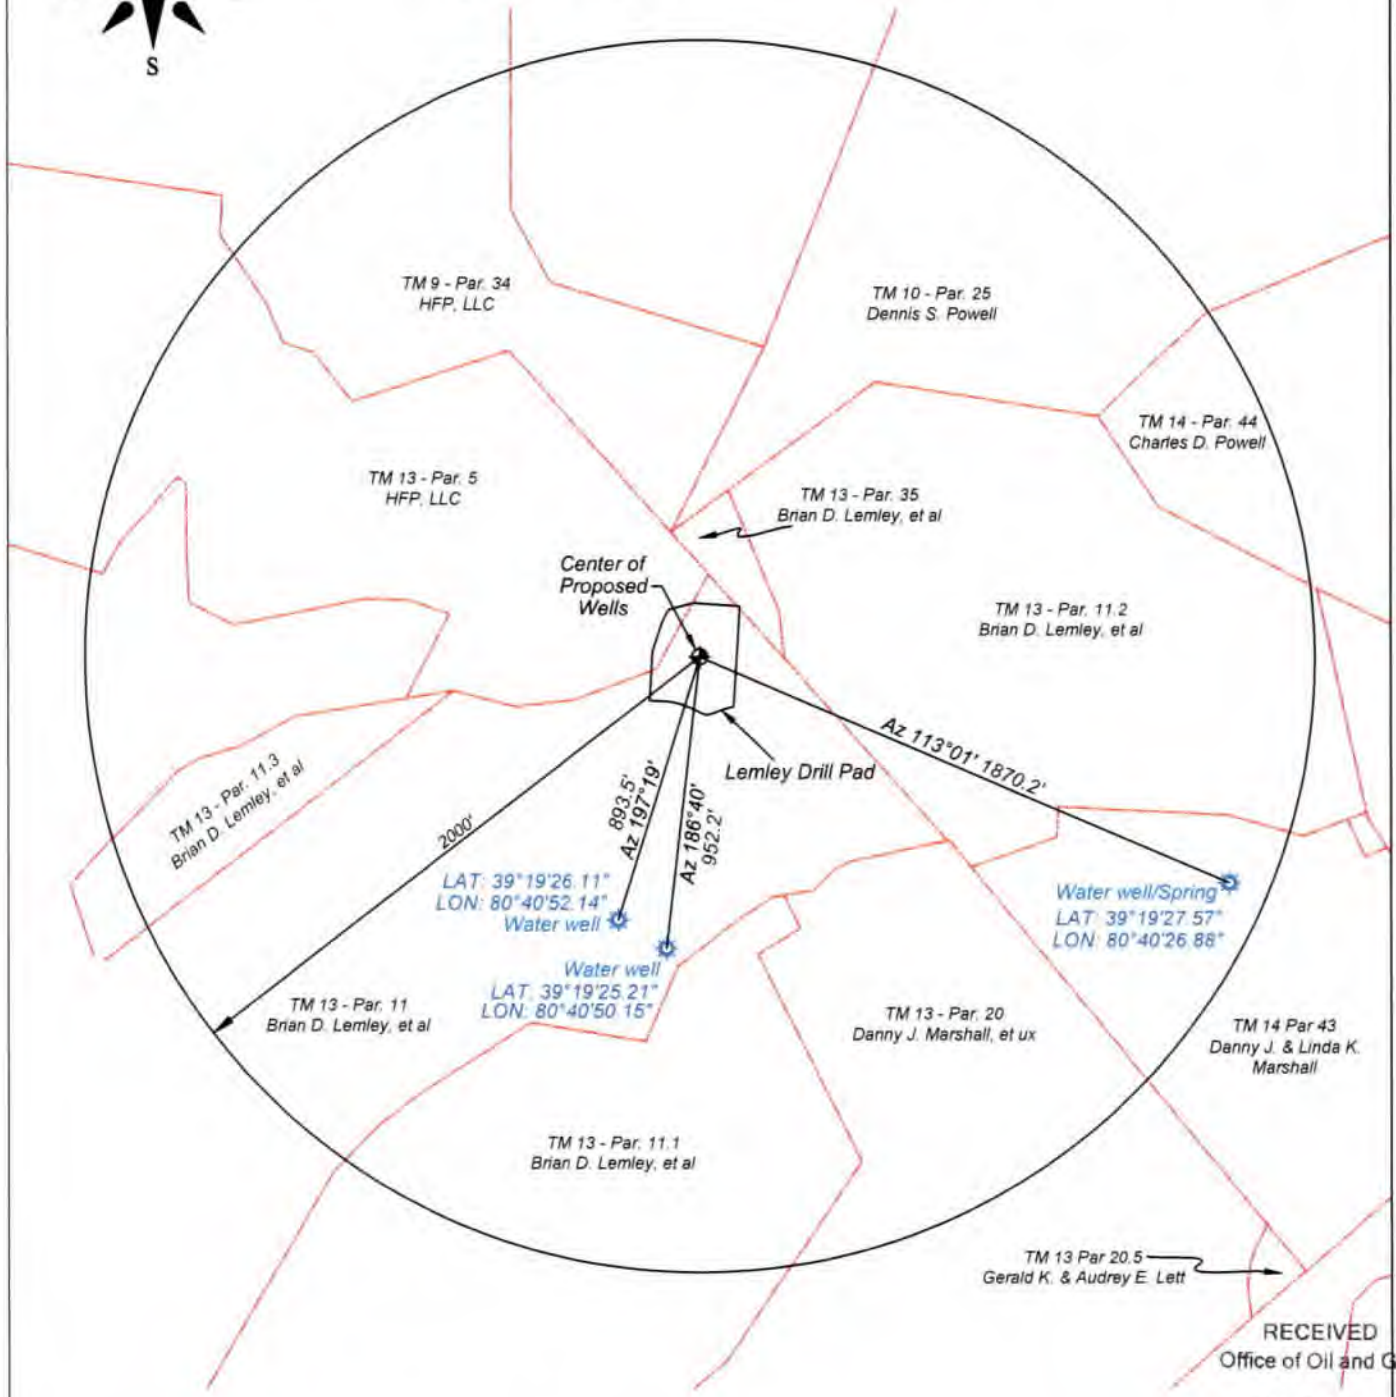 S
TM 9 - Par. 34
HFP, LLC
TM 10 - Par. 25
Dennis S. Powell
TM 14 - Par. 44
Charles D. Powell
TM 13 - Par. 5
HFP, LLC
TM 13 - Par. 35
Brian D. Lemley, et al
Center of
Proposed
Wells
TM 13 - Par. 11.2
Brian D. Lemley, et al
Az 113°01' 1870.2'
Lemley Drill Pad
TM 13 - Par. 11.3
Brian D. Lemley, et al
2000'
893.5'
Az 197°19'
Az 186°40'
952.2'
LAT: 39°19'26.11"
LON: 80°40'52.14"
Water well
Water well/Spring
LAT: 39°19'27.57"
LON: 80°40'26.88"
Water well
LAT: 39°19'25.21"
LON: 80°40'50.15"
TM 13 - Par. 11
Brian D. Lemley, et al
TM 13 - Par. 20
Danny J. Marshall, et ux
TM 14 Par 43
Danny J. & Linda K.
Marshall
TM 13 - Par. 11.1
Brian D. Lemley, et al
TM 13 Par 20.5
Gerald K. & Audrey E. Lett
RECEIVED
Office of Oil and G